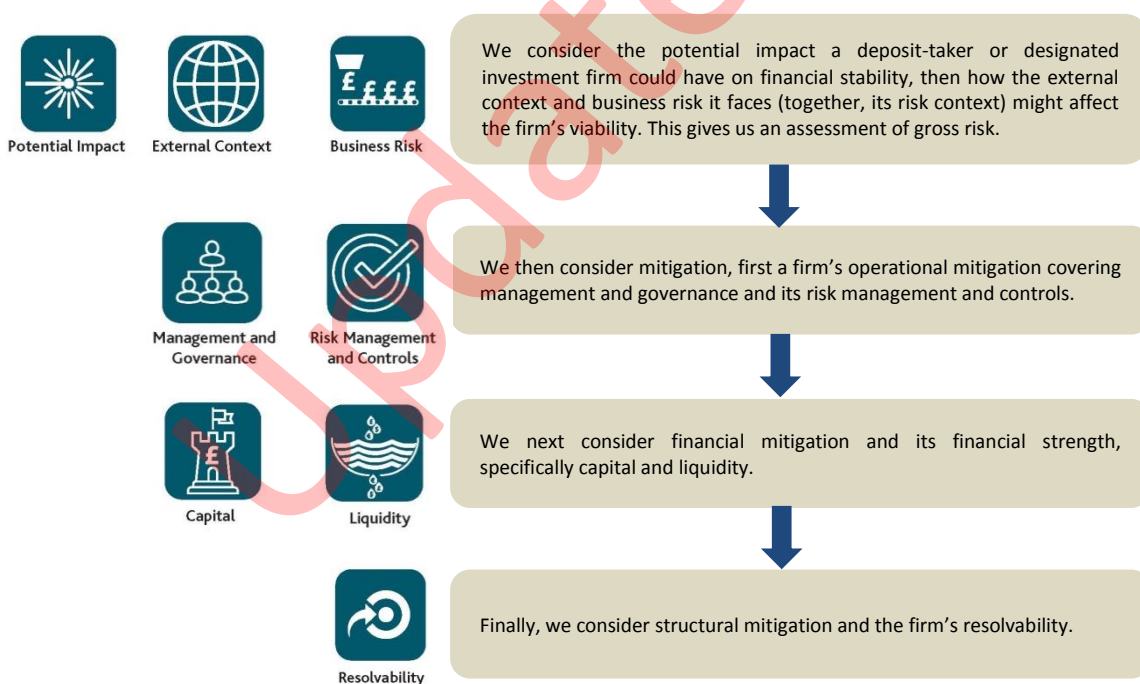 We consider the potential impact a deposit-taker or designated
investment firm could have on financial stability, then how the external
context and business risk it faces (together, its risk context) might affect
the firm’s viability. This gives us an assessment of gross risk.
£
£ £ £ £
Potential Impact
External Context
Business Risk
We then consider mitigation, first a firm’s operational mitigation covering
management and governance and its risk management and controls.
Management and
Governance
Risk Management
and Controls
We next consider financial mitigation and its financial strength,
specifically capital and liquidity.
£
Capital
Liquidity
Finally, we consider structural mitigation and the firm’s resolvability.
Resolvability
Update